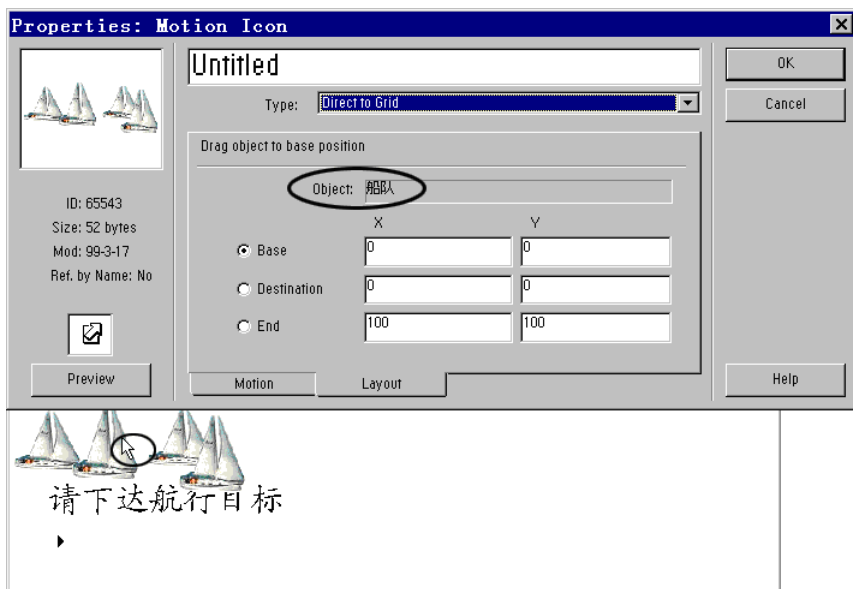 Properties: Motion Icon
Untitled
OK
Type: Direct to Grid
Cancel
Drag object to base position
Object: 船队
ID: 65543
Size: 52 bytes
Mod: 99-3-17
Ref. by Name: No
X Y
Base 0 0
Destination 0 0
End 100 100
Preview
Motion Layout
Help
请下达航行目标